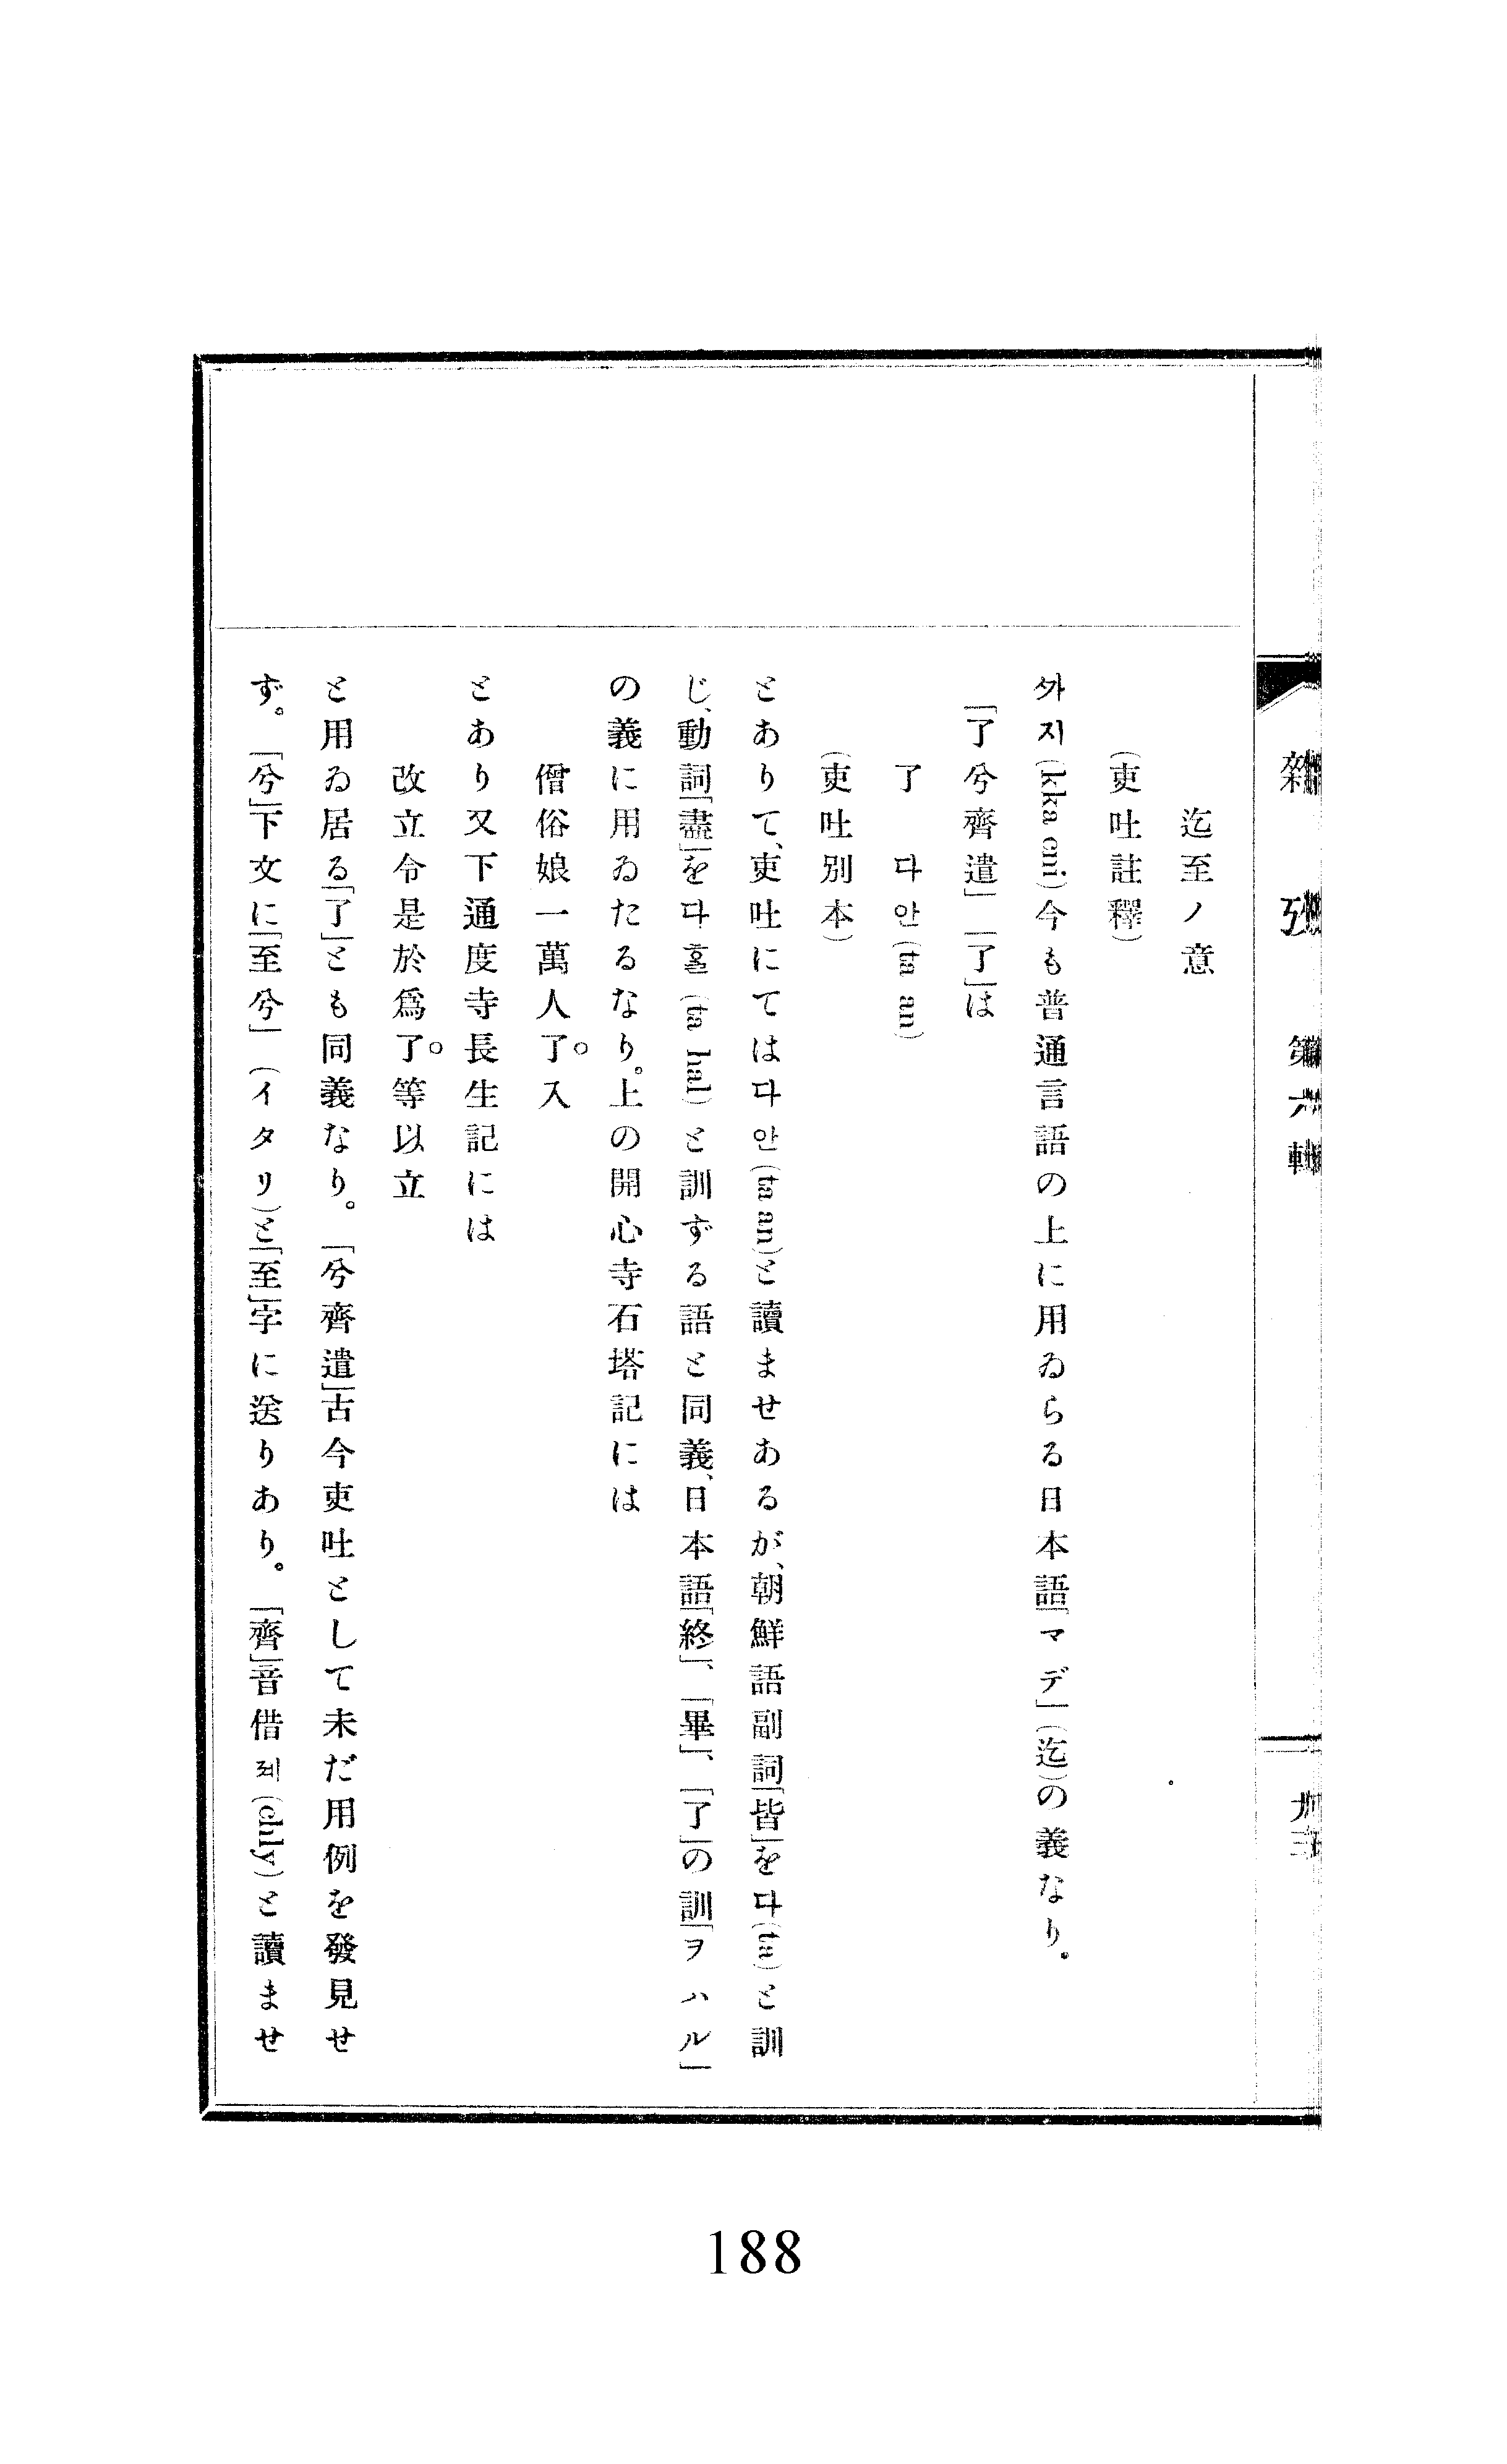 雜攷 第六輯
迄至ノ意
(吏吐註釋)
外지(kka cni)今も普通言語の上に用ゐらる日本語「マデ」(迄)の義なり。
「了兮齊遣」「了」は
了 다안(ta an)
(吏吐別本)
とありて、吏吐にては다안(ta an)と讀ませあるが、朝鮮語副詞「皆」を다(ta)と訓
じ、動詞「盡」を다홀(ta hal)と訓ずる語と同義、日本語「終」、「畢」、「了」の訓「ヲハル」
の義に用ゐたるなり。上の開心寺石塔記には
僧俗娘一萬人了。入
とあり又下通度寺長生記には
改立令是於爲了。等以立
と用ゐ居る「了」とも同義なり。「兮齊遣」古今吏吐として未だ用例を發見せ
ず。「兮」下文に「至兮」(イタリ)と「至」字に送りあり。「齊」音借제(chly)と讀ませ
188